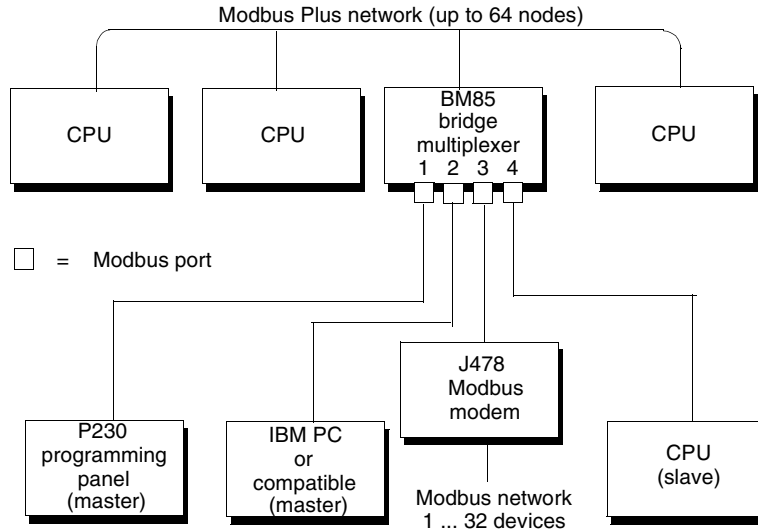 Modbus Plus network (up to 64 nodes)
CPU
CPU
BM85
bridge
multiplexer
1 2 3 4
CPU
= Modbus port
P230
programming
panel
(master)
IBM PC
or
compatible
(master)
J478
Modbus
modem
Modbus network
1 ... 32 devices
CPU
(slave)